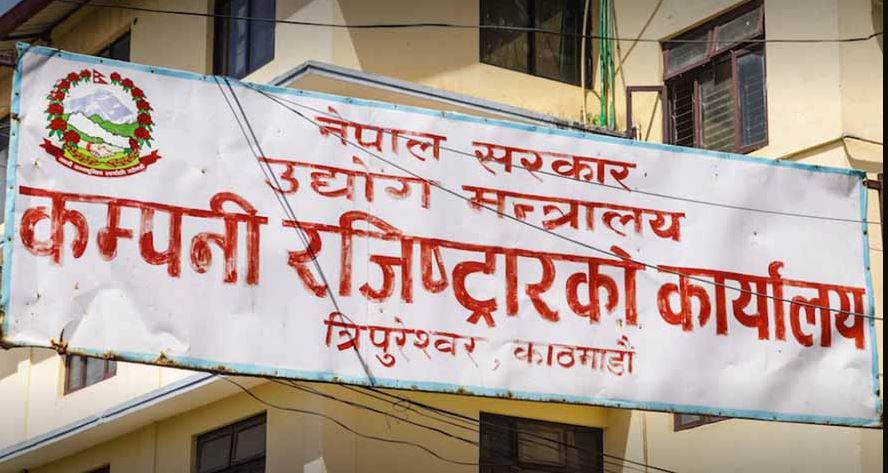 नेपाल सरकार
उद्योग मन्त्रालय
कम्पनी रजिष्ट्रारको कार्यालय
त्रिपुरेश्वर, काठमाडौं